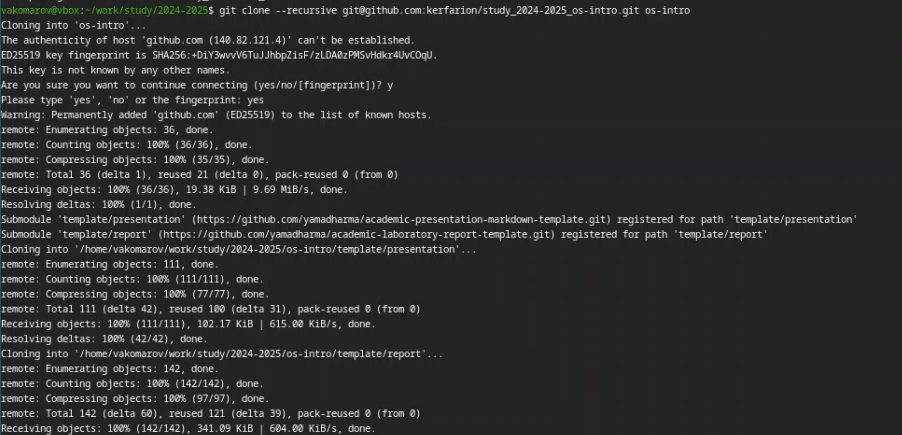 vakomarov@vbox:~/work/study/2024-2025$ git clone --recursive git@github.com:kerfarion/study_2024-2025_os-intro.git os-intro
Cloning into 'os-intro'...
The authenticity of host 'github.com (140.82.121.4)' can't be established.
ED25519 key fingerprint is SHA256:+DiY3wvvV6TuJJhbpZisF/zLDA0zPMSvHdkr4UvCOqU.
This key is not known by any other names.
Are you sure you want to continue connecting (yes/no/[fingerprint])? y
Please type 'yes', 'no' or the fingerprint: yes
Warning: Permanently added 'github.com' (ED25519) to the list of known hosts.
remote: Enumerating objects: 36, done.
remote: Counting objects: 100% (36/36), done.
remote: Compressing objects: 100% (35/35), done.
remote: Total 36 (delta 1), reused 21 (delta 0), pack-reused 0 (from 0)
Receiving objects: 100% (36/36), 19.38 KiB | 9.69 MiB/s, done.
Resolving deltas: 100% (1/1), done.
Submodule 'template/presentation' (https://github.com/yamadharma/academic-presentation-markdown-template.git) registered for path 'template/presentation'
Submodule 'template/report' (https://github.com/yamadharma/academic-laboratory-report-template.git) registered for path 'template/report'
Cloning into '/home/vakomarov/work/study/2024-2025/os-intro/template/presentation'...
remote: Enumerating objects: 111, done.
remote: Counting objects: 100% (111/111), done.
remote: Compressing objects: 100% (77/77), done.
remote: Total 111 (delta 42), reused 100 (delta 31), pack-reused 0 (from 0)
Receiving objects: 100% (111/111), 102.17 KiB | 615.00 KiB/s, done.
Resolving deltas: 100% (42/42), done.
Cloning into '/home/vakomarov/work/study/2024-2025/os-intro/template/report'...
remote: Enumerating objects: 142, done.
remote: Counting objects: 100% (142/142), done.
remote: Compressing objects: 100% (97/97), done.
remote: Total 142 (delta 60), reused 121 (delta 39), pack-reused 0 (from 0)
Receiving objects: 100% (142/142), 341.09 KiB | 604.00 KiB/s, done.